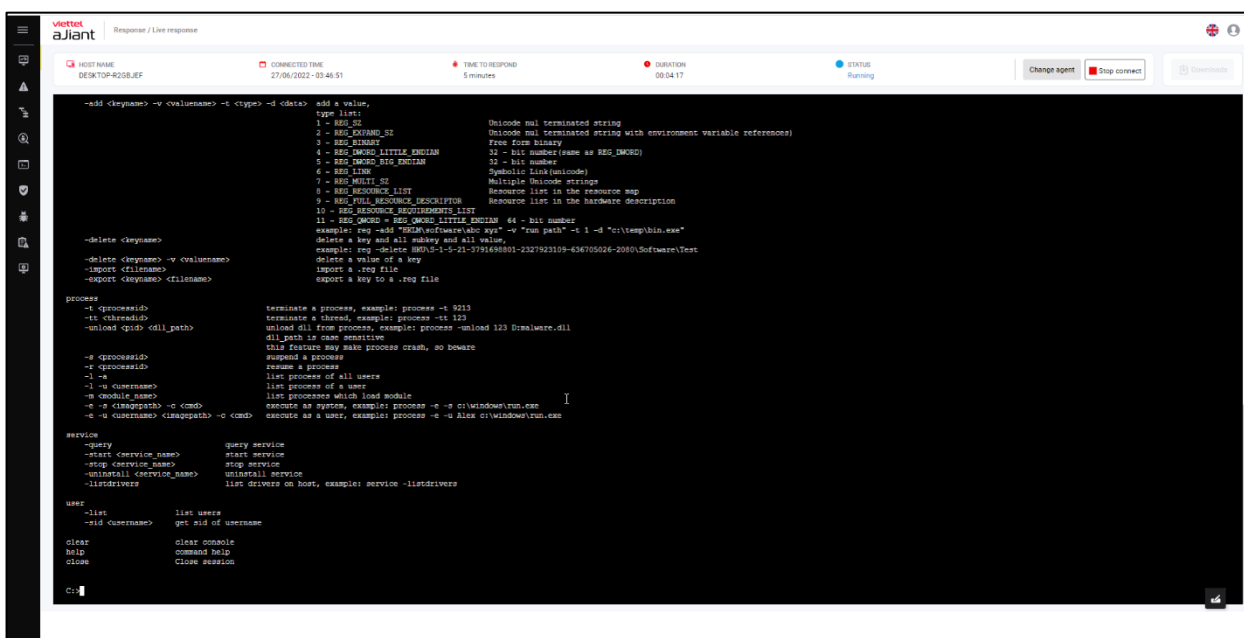 viettel
aJiant
Response / Live response
HOST NAME
DESKTOP-R2GBJEF
CONNECTED TIME
27/06/2022 - 03:46:51
TIME TO RESPOND
5 minutes
DURATION
00:04:17
STATUS
Running
Change agent
Stop connect
Downloads
-add <keyname> -v <valuename> -t <type> -d <data> add a value,
type list:
1 - REG_SZ Unicode nul terminated string
2 - REG_EXPAND_SZ Unicode nul terminated string with environment variable references)
3 - REG_BINARY Free form binary
4 - REG_DWORD_LITTLE_ENDIAN 32 - bit number(same as REG_DWORD)
5 - REG_DWORD_BIG_ENDIAN 32 - bit number
6 - REG_LINK Symbolic Link(unicode)
7 - REG_MULTI_SZ Multiple Unicode strings
8 - REG_RESOURCE_LIST Resource list in the resource map
9 - REG_FULL_RESOURCE_DESCRIPTOR Resource list in the hardware description
10 - REG_RESOURCE_REQUIREMENTS_LIST
11 - REG_QWORD = REG_QWORD_LITTLE_ENDIAN 64 - bit number
example: reg -add "HKLM\software\abc xyz" -v "run path" -t 1 -d "c:\temp\bin.exe"
-delete <keyname> delete a key and all subkey and all value,
example: reg -delete HKU\S-1-5-21-3791698801-2327923109-636705026-2080\Software\Test
-delete <keyname> -v <valuename> delete a value of a key
-import <filename> import a .reg file
-export <keyname> <filename> export a key to a .reg file
process
-t <processid> terminate a process, example: process -t 9213
-tt <threadid> terminate a thread, example: process -tt 123
-unload <pid> <dll_path> unload dll from process, example: process -unload 123 D:malware.dll
dll_path is case sensitive
this feature may make process crash, so beware
-s <processid> suspend a process
-r <processid> resume a process
-l -a list process of all users
-l -u <username> list process of a user
-m <module_name> list processes which load module
-e -s <imagepath> -c <cmd> execute as system, example: process -e -s c:\windows\run.exe
-e -u <username> <imagepath> -c <cmd> execute as a user, example: process -e -u Alex c:\windows\run.exe
service
-query query service
-start <service_name> start service
-stop <service_name> stop service
-uninstall <service_name> uninstall service
-listdrivers list drivers on host, example: service -listdrivers
user
-list list users
-sid <username> get sid of username
clear clear console
help command help
close Close session
C:>